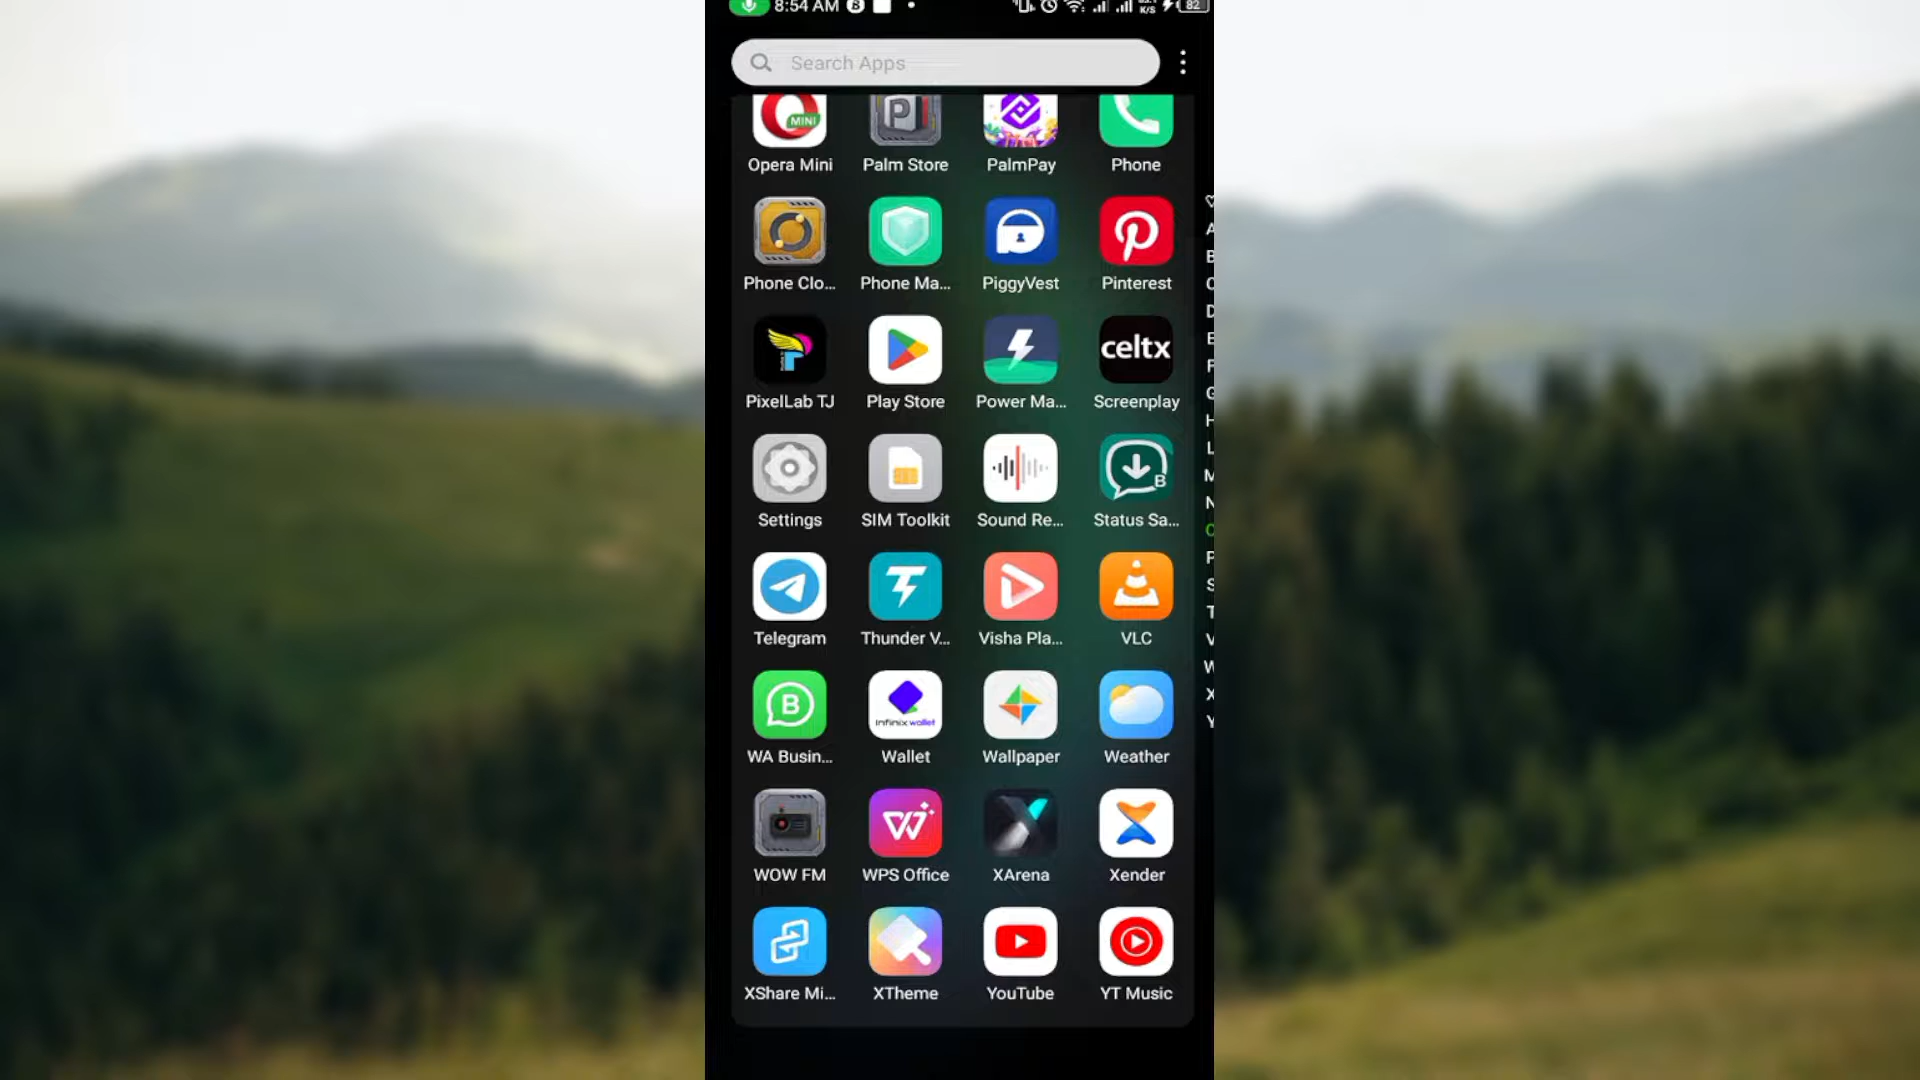 8:54 AM
K/S
82
Search Apps
MINI
Opera Mini Palm Store PalmPay Phone
Phone Clo... Phone Ma... PiggyVest Pinterest
celtx
PixelLab TJ Play Store Power Ma... Screenplay
B
Settings SIM Toolkit Sound Re... Status Sa...
Telegram Thunder V... Visha Pla... VLC
B
infinix wallet
WA Busin... Wallet Wallpaper Weather
WOW FM WPS Office XArena Xender
XShare Mi... XTheme YouTube YT Music
A
B
C
D
E
F
G
H
L
M
N
O
P
S
T
V
W
X
Y